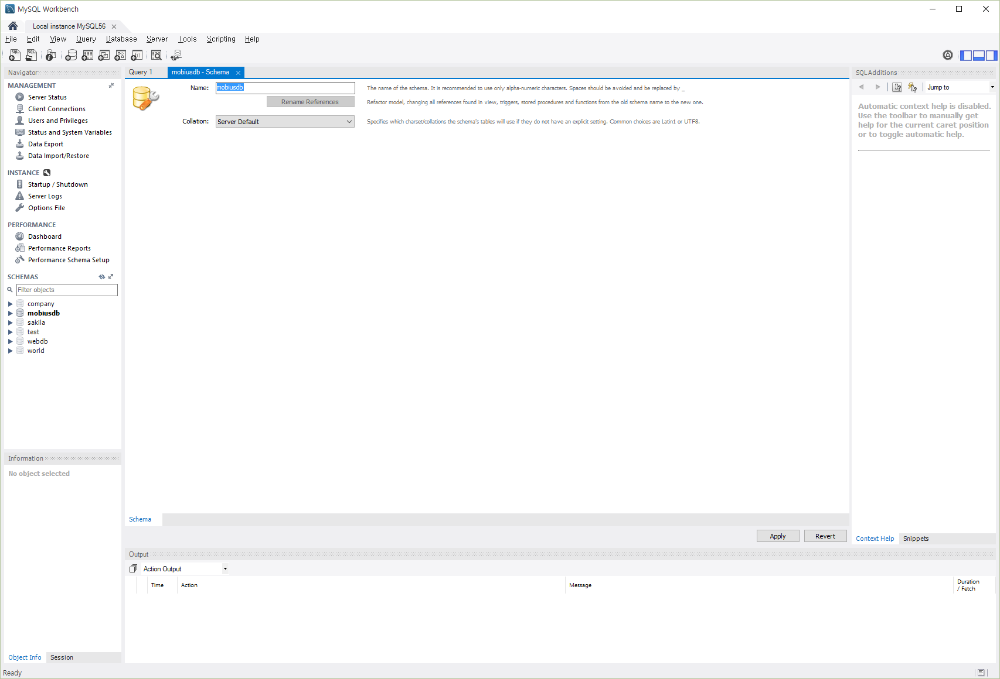 MySQL Workbench
Local instance MySQL56
File Edit View Query Database Server Tools Scripting Help
Navigator
MANAGEMENT
Server Status
Client Connections
Users and Privileges
Status and System Variables
Data Export
Data Import/Restore
INSTANCE
Startup / Shutdown
Server Logs
Options File
PERFORMANCE
Dashboard
Performance Reports
Performance Schema Setup
SCHEMAS
Filter objects
company
mobiusdb
sakila
test
webdb
world
Information
No object selected
Object Info Session
Query 1 mobiusdb - Schema
Name: mobiusdb The name of the schema. It is recommended to use only alpha-numeric characters. Spaces should be avoided and be replaced by _
Rename References Refactor model, changing all references found in view, triggers, stored procedures and functions from the old schema name to the new one.
Collation: Server Default Specifies which charset/collations the schema's tables will use if they do not have an explicit setting. Common choices are Latin1 or UTF8.
Schema
Apply Revert
SQLAdditions
Jump to
Automatic context help is disabled.
Use the toolbar to manually get
help for the current caret position
or to toggle automatic help.
Context Help Snippets
Output
Action Output
Time Action Message Duration
/ Fetch
Ready